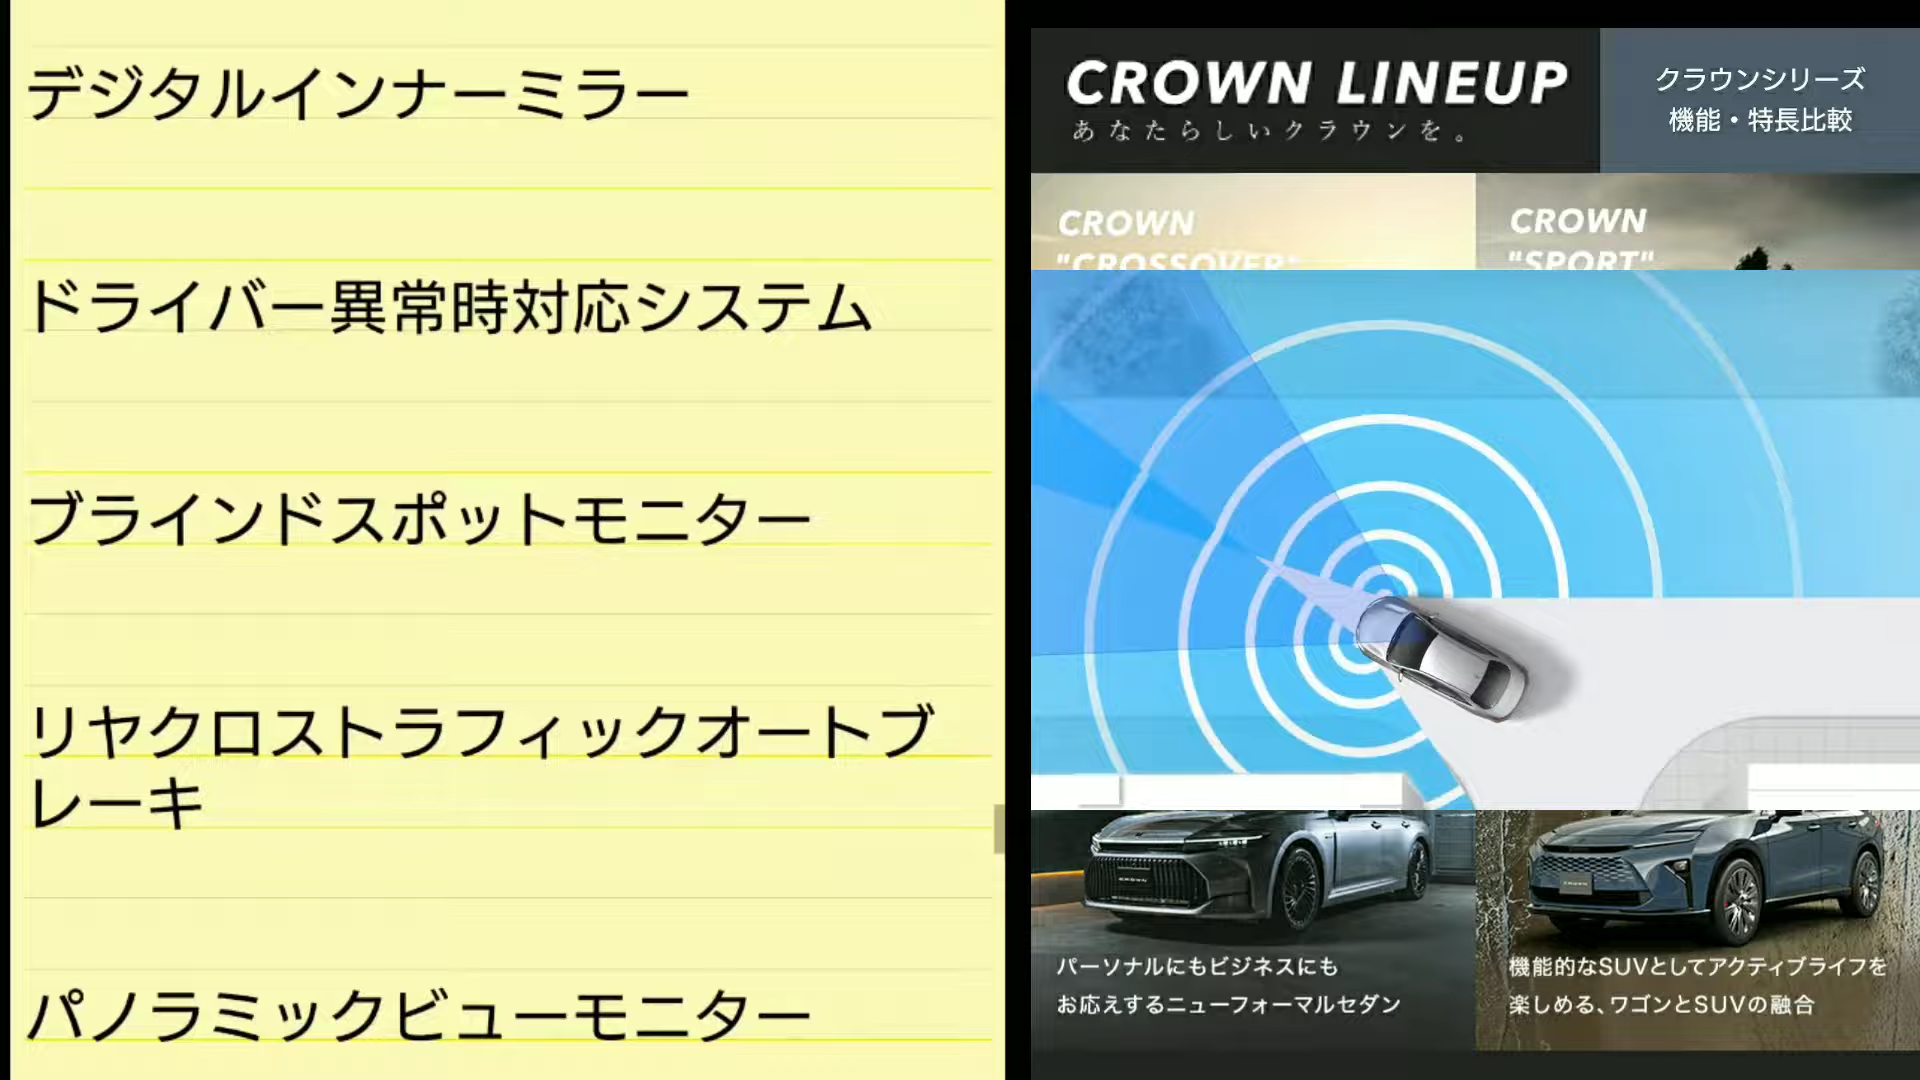 デジタルインナーミラー
ドライバー異常時対応システム
ブラインドスポットモニター
リヤクロストラフィックオートブ
レーキ
パノラミックビューモニター
CROWN LINEUP
あなたらしいクラウンを。
クラウンシリーズ
機能・特長比較
CROWN
"CROSSOVER"
CROWN
"SPORT"
パーソナルにもビジネスにも
お応えするニューフォーマルセダン
機能的なSUVとしてアクティブライフを
楽しめる、ワゴンとSUVの融合